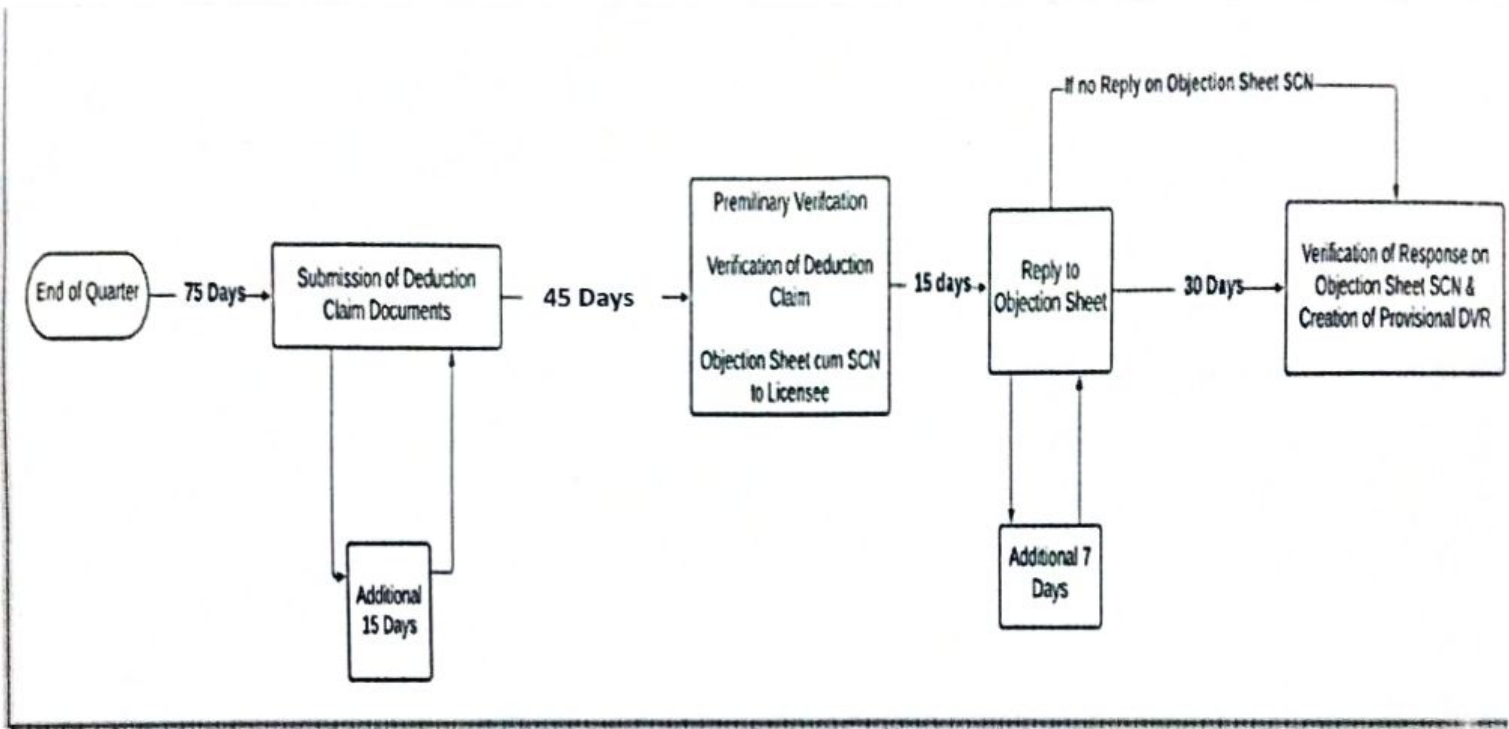 If no Reply on Objection Sheet SCN
End of Quarter
75 Days
Submission of Deduction
Claim Documents
45 Days
Premilinary Verifcation
Verification of Deduction
Claim
Objection Sheet cum SCN
to Licensee
15 days
Reply to
Objection Sheet
30 Days
Verification of Response on
Objection Sheet SCN &
Creation of Provisional DVR
Additional
15 Days
Additional 7
Days